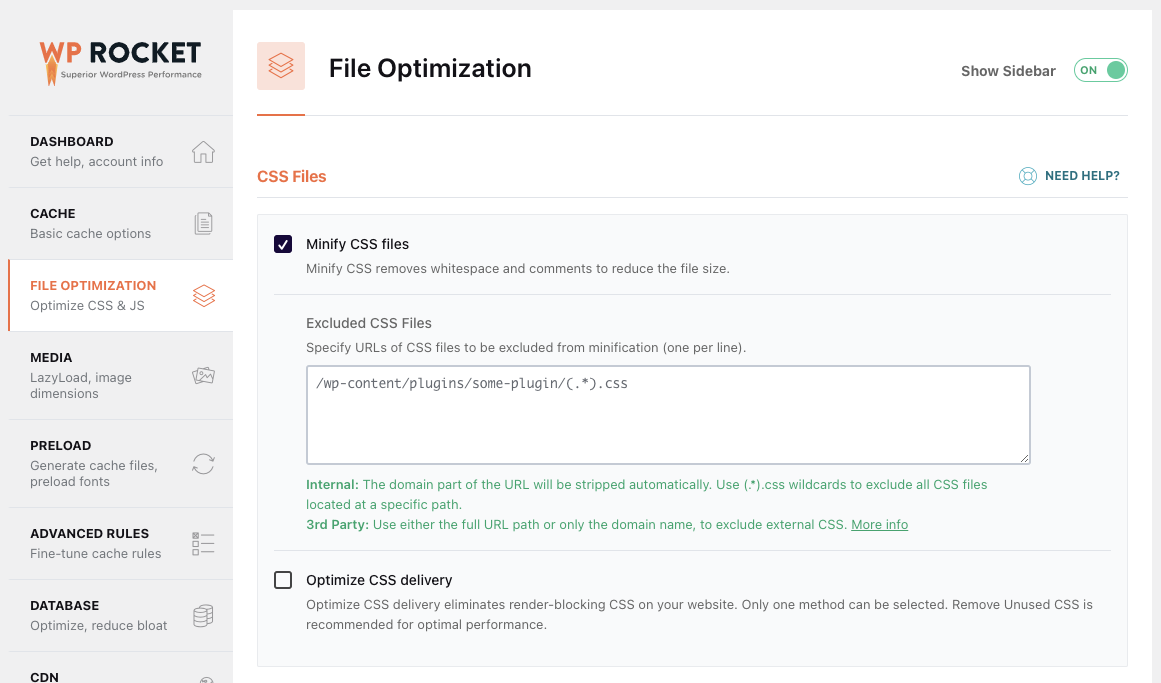 WP ROCKET
Superior WordPress Performance
DASHBOARD
Get help, account info
CACHE
Basic cache options
FILE OPTIMIZATION
Optimize CSS & JS
MEDIA
LazyLoad, image
dimensions
PRELOAD
Generate cache files,
preload fonts
ADVANCED RULES
Fine-tune cache rules
DATABASE
Optimize, reduce bloat
CDN
File Optimization
Show Sidebar
ON
CSS Files
NEED HELP?
Minify CSS files
Minify CSS removes whitespace and comments to reduce the file size.
Excluded CSS Files
Specify URLs of CSS files to be excluded from minification (one per line).
/wp-content/plugins/some-plugin/(.*).css
Internal: The domain part of the URL will be stripped automatically. Use (.*).css wildcards to exclude all CSS files
located at a specific path.
3rd Party: Use either the full URL path or only the domain name, to exclude external CSS. More info
Optimize CSS delivery
Optimize CSS delivery eliminates render-blocking CSS on your website. Only one method can be selected. Remove Unused CSS is
recommended for optimal performance.